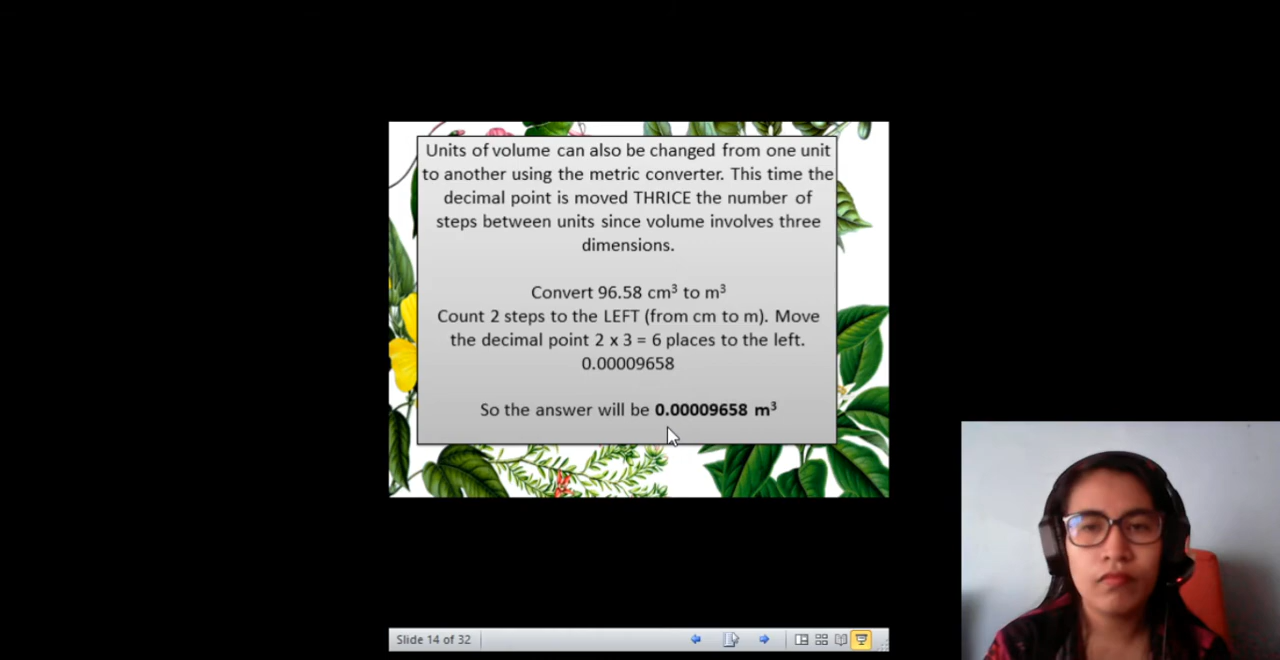 Units of volume can also be changed from one unit
to another using the metric converter. This time the
decimal point is moved THRICE the number of
steps between units since volume involves three
dimensions.
Convert 96.58 cm³ to m³
Count 2 steps to the LEFT (from cm to m). Move
the decimal point 2 x 3 = 6 places to the left.
0.00009658
So the answer will be 0.00009658 m³
Slide 14 of 32